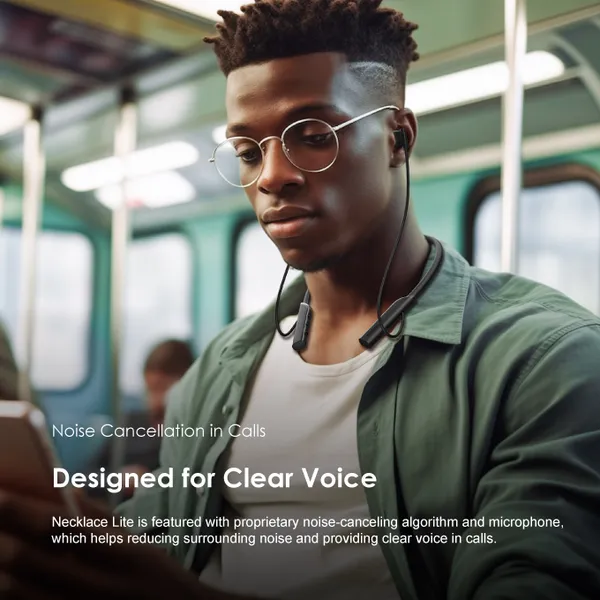 Noise Cancellation in Calls
Designed for Clear Voice
Necklace Lite is featured with proprietary noise-canceling algorithm and microphone,
which helps reducing surrounding noise and providing clear voice in calls.